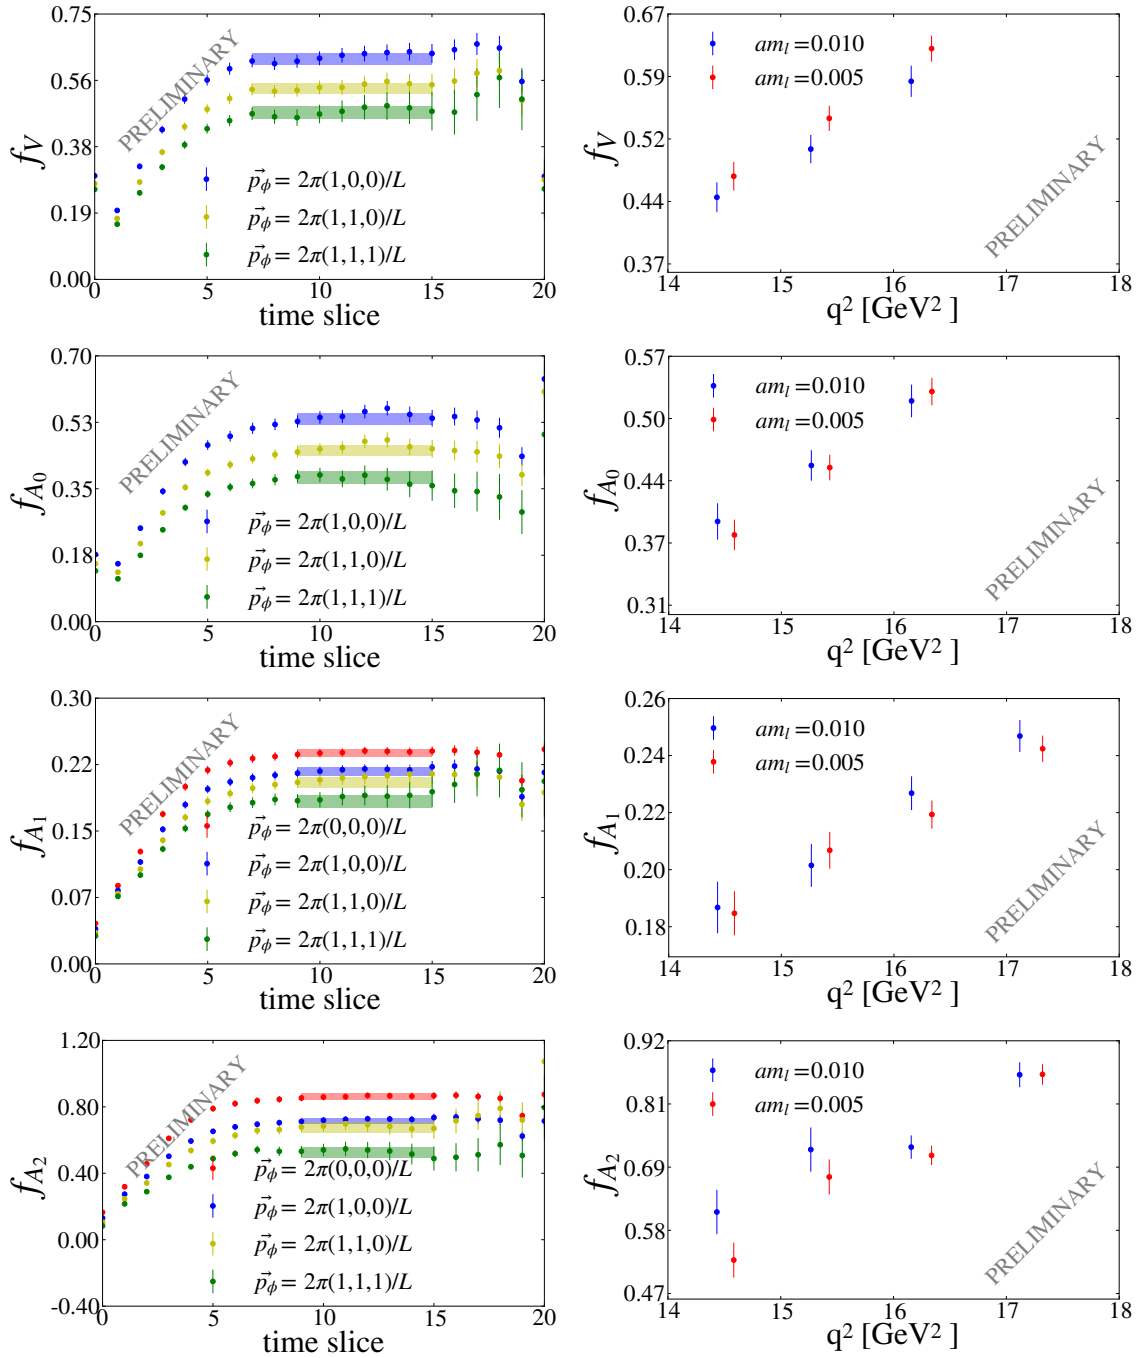 0.75
0.56
0.38
0.19
0.00
f_V
PRELIMINARY
p⃗_ϕ = 2π(1,0,0)/L
p⃗_ϕ = 2π(1,1,0)/L
p⃗_ϕ = 2π(1,1,1)/L
0 5 10 15 20
time slice
0.67
0.59
0.52
0.44
0.37
f_V
am_l=0.010
am_l=0.005
PRELIMINARY
14 15 16 17 18
q² [GeV²]
0.70
0.53
0.35
0.18
0.00
f_{A_0}
PRELIMINARY
p⃗_ϕ = 2π(1,0,0)/L
p⃗_ϕ = 2π(1,1,0)/L
p⃗_ϕ = 2π(1,1,1)/L
0 5 10 15 20
time slice
0.57
0.50
0.44
0.37
0.31
f_{A_0}
am_l=0.010
am_l=0.005
PRELIMINARY
14 15 16 17 18
q² [GeV²]
0.30
0.22
0.15
0.07
0.00
f_{A_1}
PRELIMINARY
p⃗_ϕ = 2π(0,0,0)/L
p⃗_ϕ = 2π(1,0,0)/L
p⃗_ϕ = 2π(1,1,0)/L
p⃗_ϕ = 2π(1,1,1)/L
0 5 10 15 20
time slice
0.26
0.24
0.22
0.20
0.18
f_{A_1}
am_l=0.010
am_l=0.005
PRELIMINARY
14 15 16 17 18
q² [GeV²]
1.20
0.80
0.40
0.00
-0.40
f_{A_2}
PRELIMINARY
p⃗_ϕ = 2π(0,0,0)/L
p⃗_ϕ = 2π(1,0,0)/L
p⃗_ϕ = 2π(1,1,0)/L
p⃗_ϕ = 2π(1,1,1)/L
0 5 10 15 20
time slice
0.92
0.81
0.69
0.58
0.47
f_{A_2}
am_l=0.010
am_l=0.005
PRELIMINARY
14 15 16 17 18
q² [GeV²]